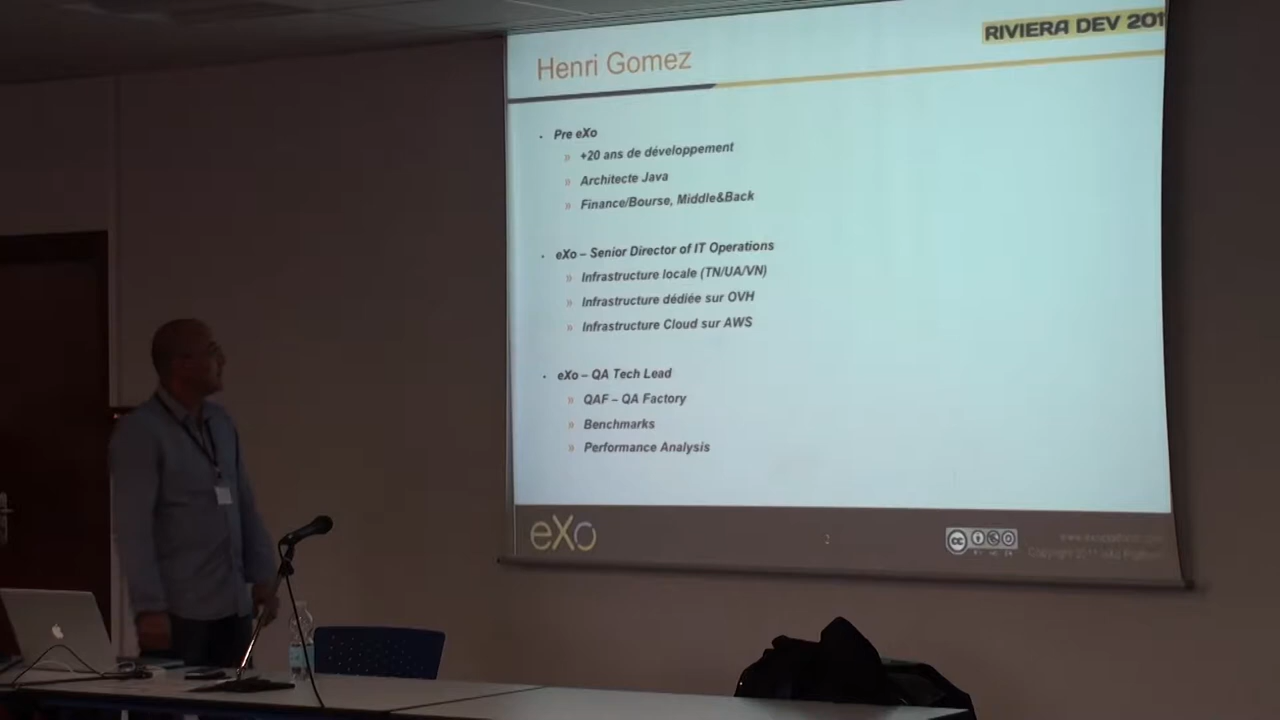 RIVIERA DEV 201
Henri Gomez
Pre eXo
» +20 ans de développement
» Architecte Java
» Finance/Bourse, Middle&Back
eXo – Senior Director of IT Operations
» Infrastructure locale (TN/UA/VN)
» Infrastructure dédiée sur OVH
» Infrastructure Cloud sur AWS
eXo – QA Tech Lead
» QAF – QA Factory
» Benchmarks
» Performance Analysis
eXo
2
cc